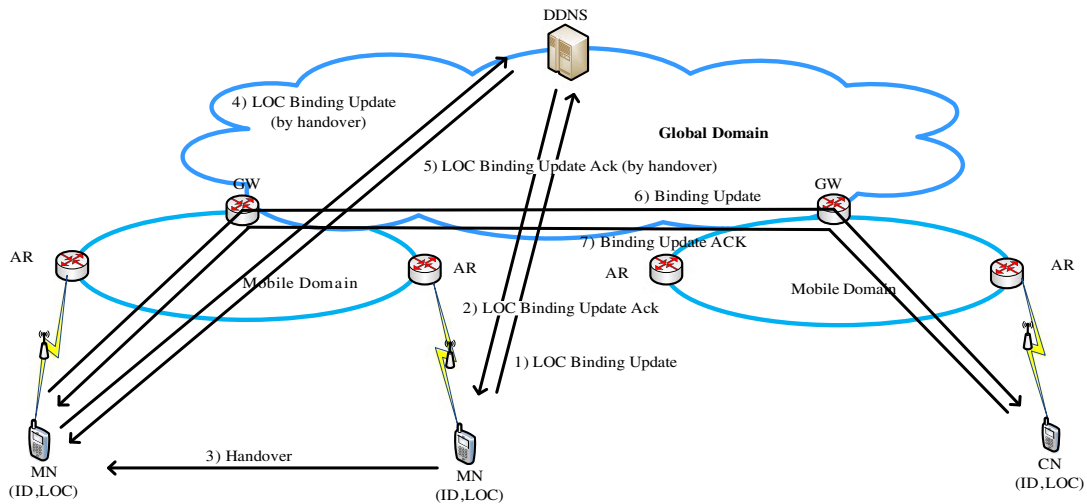 DDNS
4) LOC Binding Update
(by handover)
Global Domain
5) LOC Binding Update Ack (by handover)
GW
6) Binding Update
GW
7) Binding Update ACK
AR
AR
AR
AR
Mobile Domain
Mobile Domain
2) LOC Binding Update Ack
1) LOC Binding Update
3) Handover
MN
(ID,LOC)
MN
(ID,LOC)
CN
(ID,LOC)